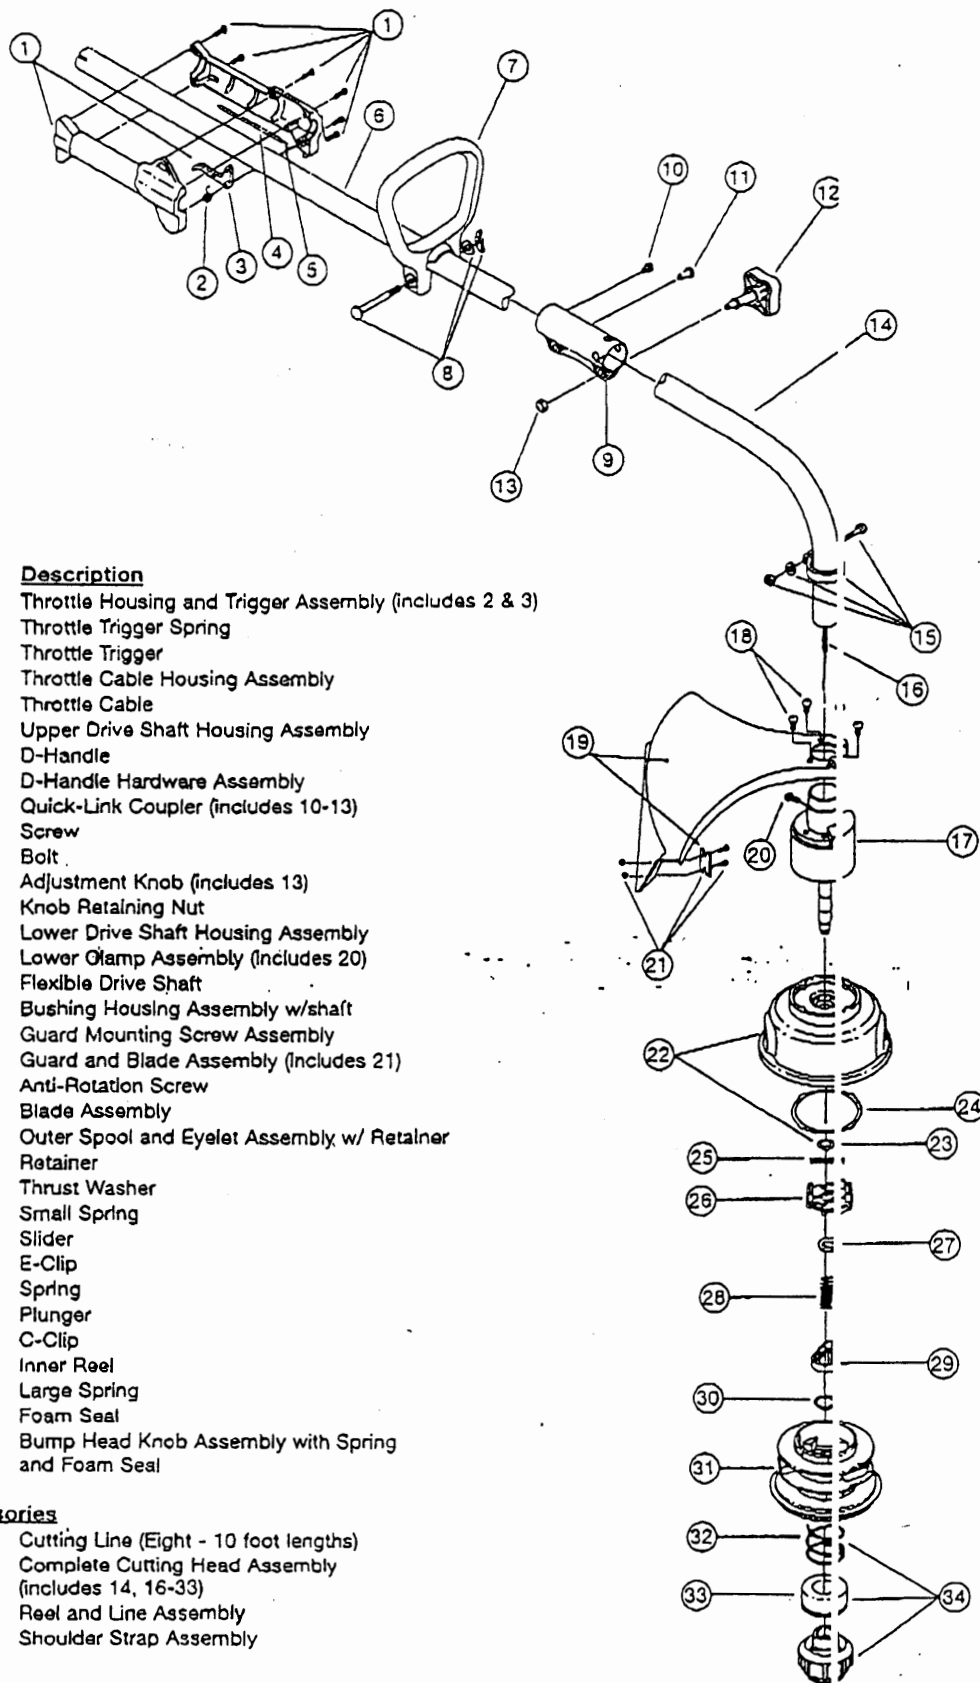 1
1
7
6
10
11
12
2
3
4
5
8
14
13
9
Description
Throttle Housing and Trigger Assembly (includes 2 & 3)
Throttle Trigger Spring
Throttle Trigger
Throttle Cable Housing Assembly
Throttle Cable
Upper Drive Shaft Housing Assembly
D-Handle
D-Handle Hardware Assembly
Quick-Link Coupler (includes 10-13)
Screw
Bolt
Adjustment Knob (includes 13)
Knob Retaining Nut
Lower Drive Shaft Housing Assembly
Lower Clamp Assembly (includes 20)
Flexible Drive Shaft
Bushing Housing Assembly w/shaft
Guard Mounting Screw Assembly
Guard and Blade Assembly (includes 21)
Anti-Rotation Screw
Blade Assembly
Outer Spool and Eyelet Assembly w/ Retainer
Retainer
Thrust Washer
Small Spring
Slider
E-Clip
Spring
Plunger
C-Clip
Inner Reel
Large Spring
Foam Seal
Bump Head Knob Assembly with Spring
and Foam Seal
sories
Cutting Line (Eight - 10 foot lengths)
Complete Cutting Head Assembly
(includes 14, 16-33)
Reel and Line Assembly
Shoulder Strap Assembly
15
18
16
19
20
17
21
22
24
23
25
26
27
28
29
30
31
32
33
34